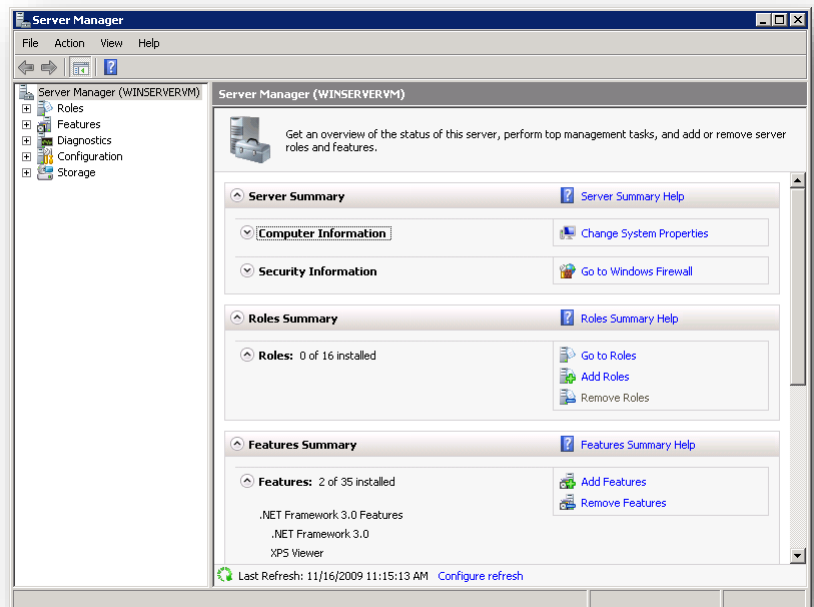 Server Manager
File Action View Help
Server Manager (WINSERVERVM)
Roles
Features
Diagnostics
Configuration
Storage
Server Manager (WINSERVERVM)
Get an overview of the status of this server, perform top management tasks, and add or remove server
roles and features.
Server Summary
Server Summary Help
Computer Information
Change System Properties
Security Information
Go to Windows Firewall
Roles Summary
Roles Summary Help
Roles: 0 of 16 installed
Go to Roles
Add Roles
Remove Roles
Features Summary
Features Summary Help
Features: 2 of 35 installed
Add Features
Remove Features
.NET Framework 3.0 Features
.NET Framework 3.0
XPS Viewer
Last Refresh: 11/16/2009 11:15:13 AM Configure refresh